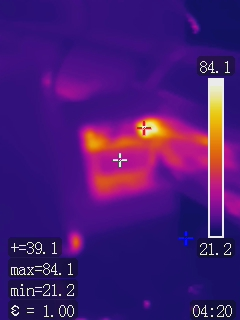 84.1
21.2
+=39.1
max=84.1
min=21.2
ε = 1.00
04:20